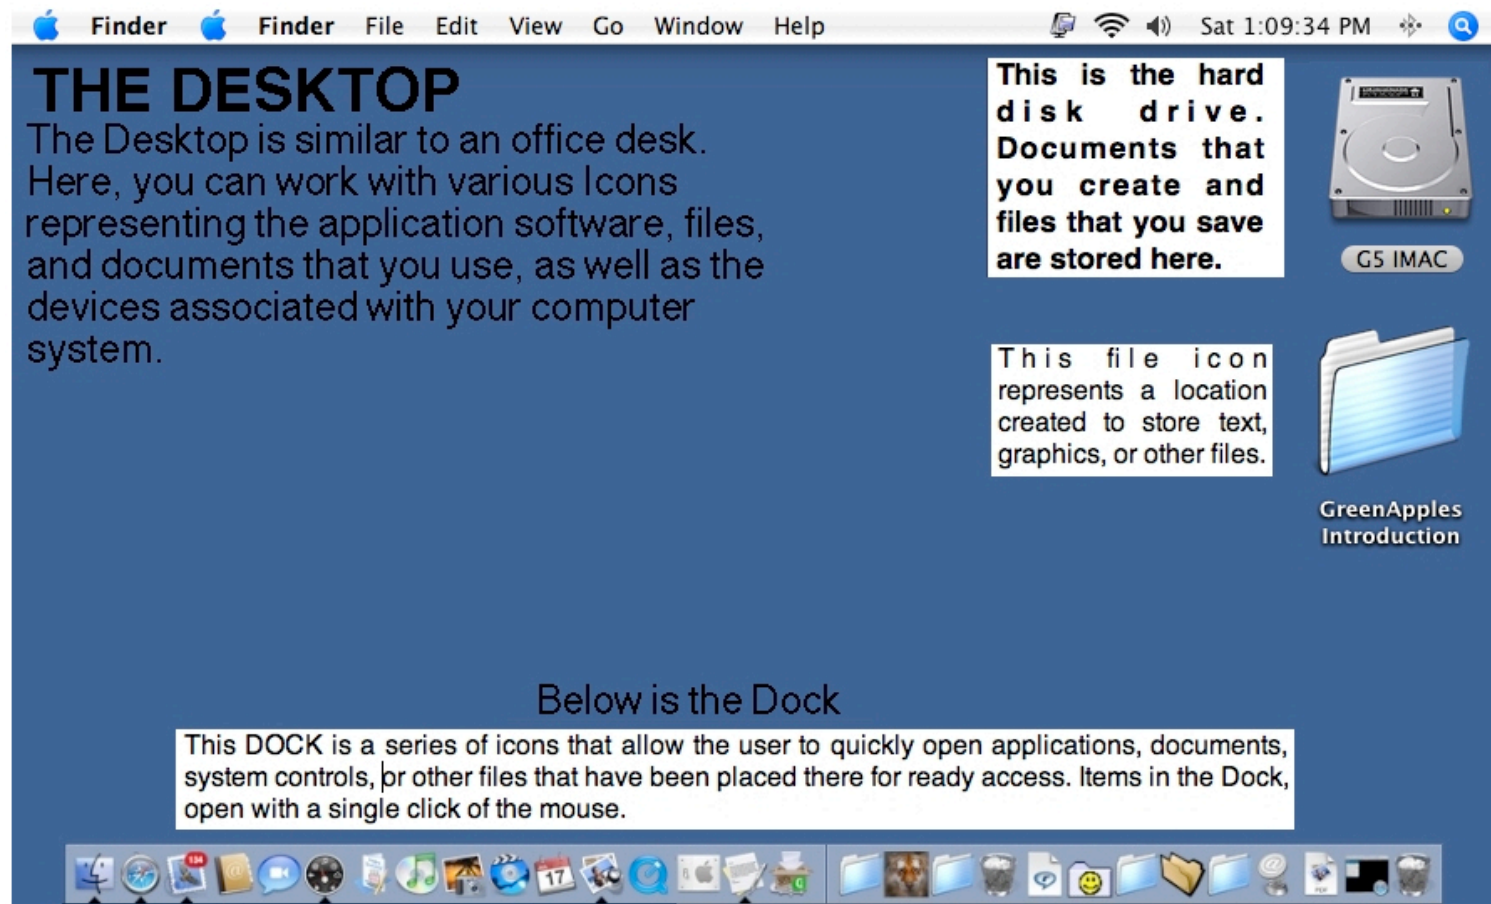 Finder Finder File Edit View Go Window Help Sat 1:09:34 PM
THE DESKTOP
The Desktop is similar to an office desk.
Here, you can work with various Icons
representing the application software, files,
and documents that you use, as well as the
devices associated with your computer
system.
This is the hard
disk drive.
Documents that
you create and
files that you save
are stored here.
G5 IMAC
This file icon
represents a location
created to store text,
graphics, or other files.
GreenApples
Introduction
Below is the Dock
This DOCK is a series of icons that allow the user to quickly open applications, documents,
system controls, or other files that have been placed there for ready access. Items in the Dock,
open with a single click of the mouse.
17
PDF